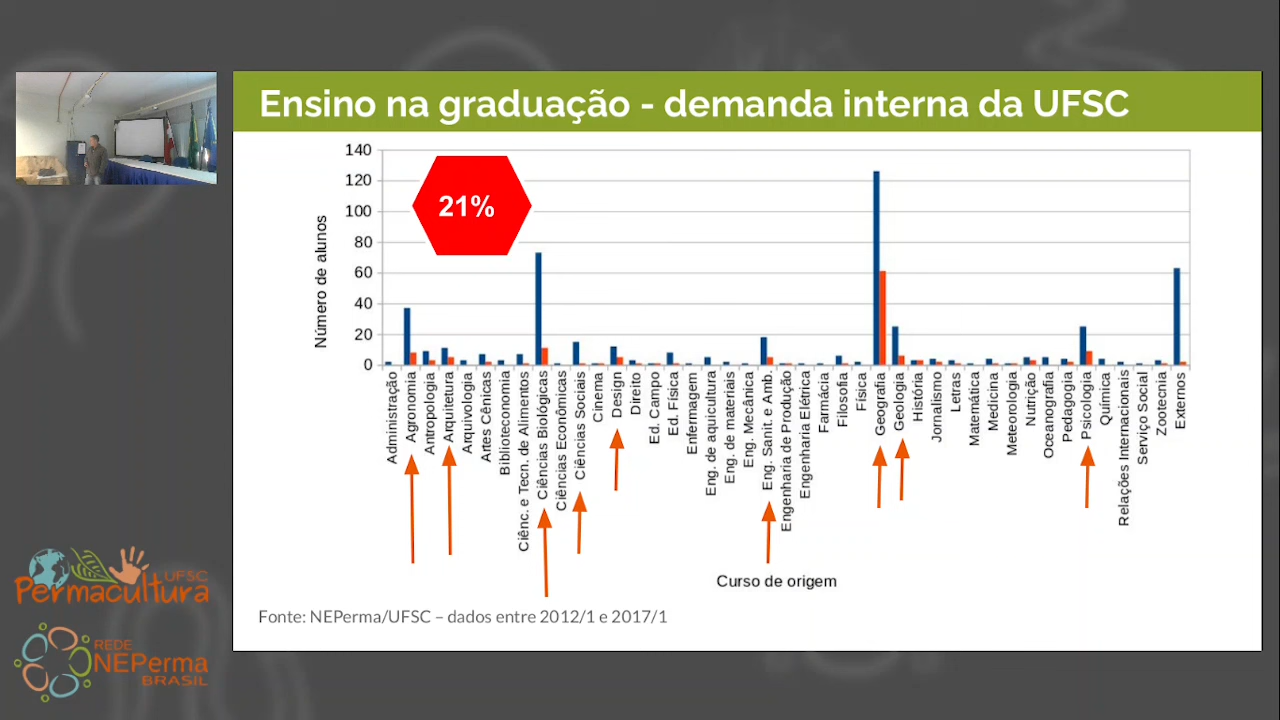 Ensino na graduação - demanda interna da UFSC
140
120
100
80
60
40
20
0
Número de alunos
21%
Administração
Agronomia
Antropologia
Arquitetura
Arquivologia
Artes Cênicas
Biblioteconomia
Ciênc. e Tecn. de Alimentos
Ciências Biológicas
Ciências Econômicas
Ciências Sociais
Cinema
Design
Direito
Ed. Campo
Ed. Física
Enfermagem
Eng. de aquicultura
Eng. de materiais
Eng. Mecânica
Eng. Sanit. e Amb.
Engenharia de Produção
Engenharia Elétrica
Farmácia
Filosofia
Física
Geografia
Geologia
História
Jornalismo
Letras
Matemática
Medicina
Meteorologia
Nutrição
Oceanografia
Pedagogia
Psicologia
Química
Relações Internacionais
Serviço Social
Zootecnia
Externos
Curso de origem
Fonte: NEPerma/UFSC – dados entre 2012/1 e 2017/1
UFSC
Permacultura
REDE
NEPerma
BRASIL